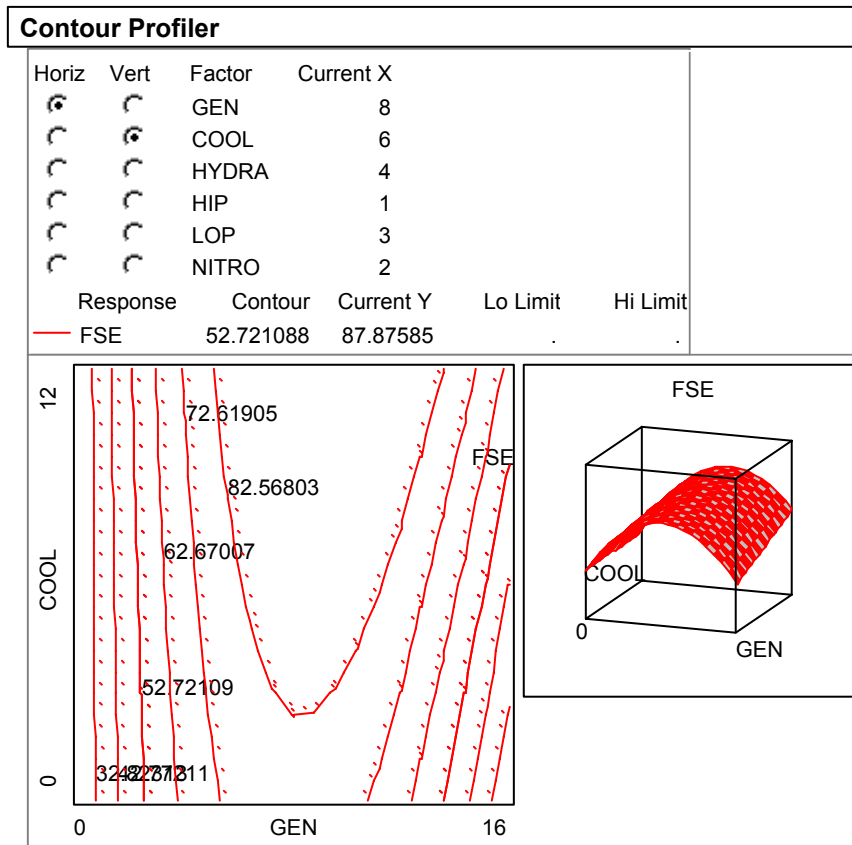 Contour Profiler
Horiz Vert Factor Current X
GEN 8
COOL 6
HYDRA 4
HIP 1
LOP 3
NITRO 2
Response Contour Current Y Lo Limit Hi Limit
FSE 52.721088 87.87585 . .
12
COOL
0
72.61905
FSE
82.56803
62.67007
52.72109
0 GEN 16
FSE
COOL
0
GEN